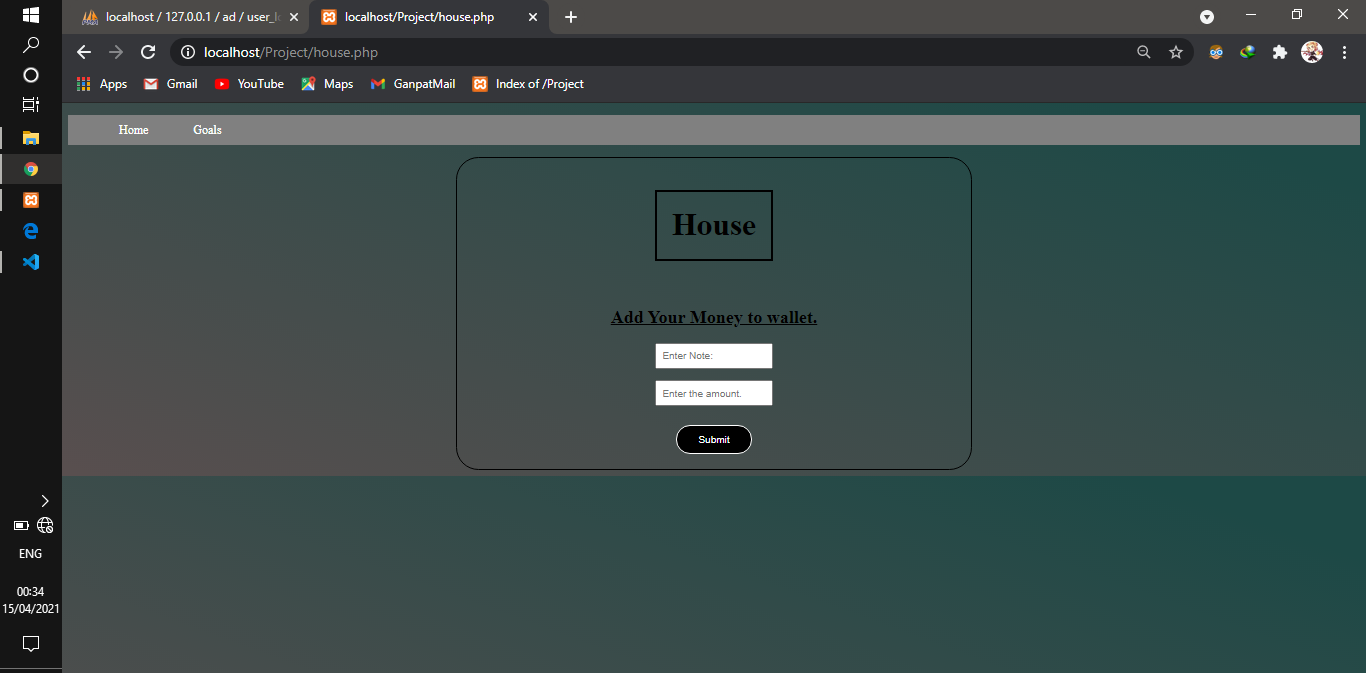 localhost / 127.0.0.1 / ad / user_l
localhost/Project/house.php
localhost/Project/house.php
Apps
Gmail
YouTube
Maps
GanpatMail
Index of /Project
Home
Goals
House
Add Your Money to wallet.
Enter Note:
Enter the amount.
Submit
ENG
00:34
15/04/2021